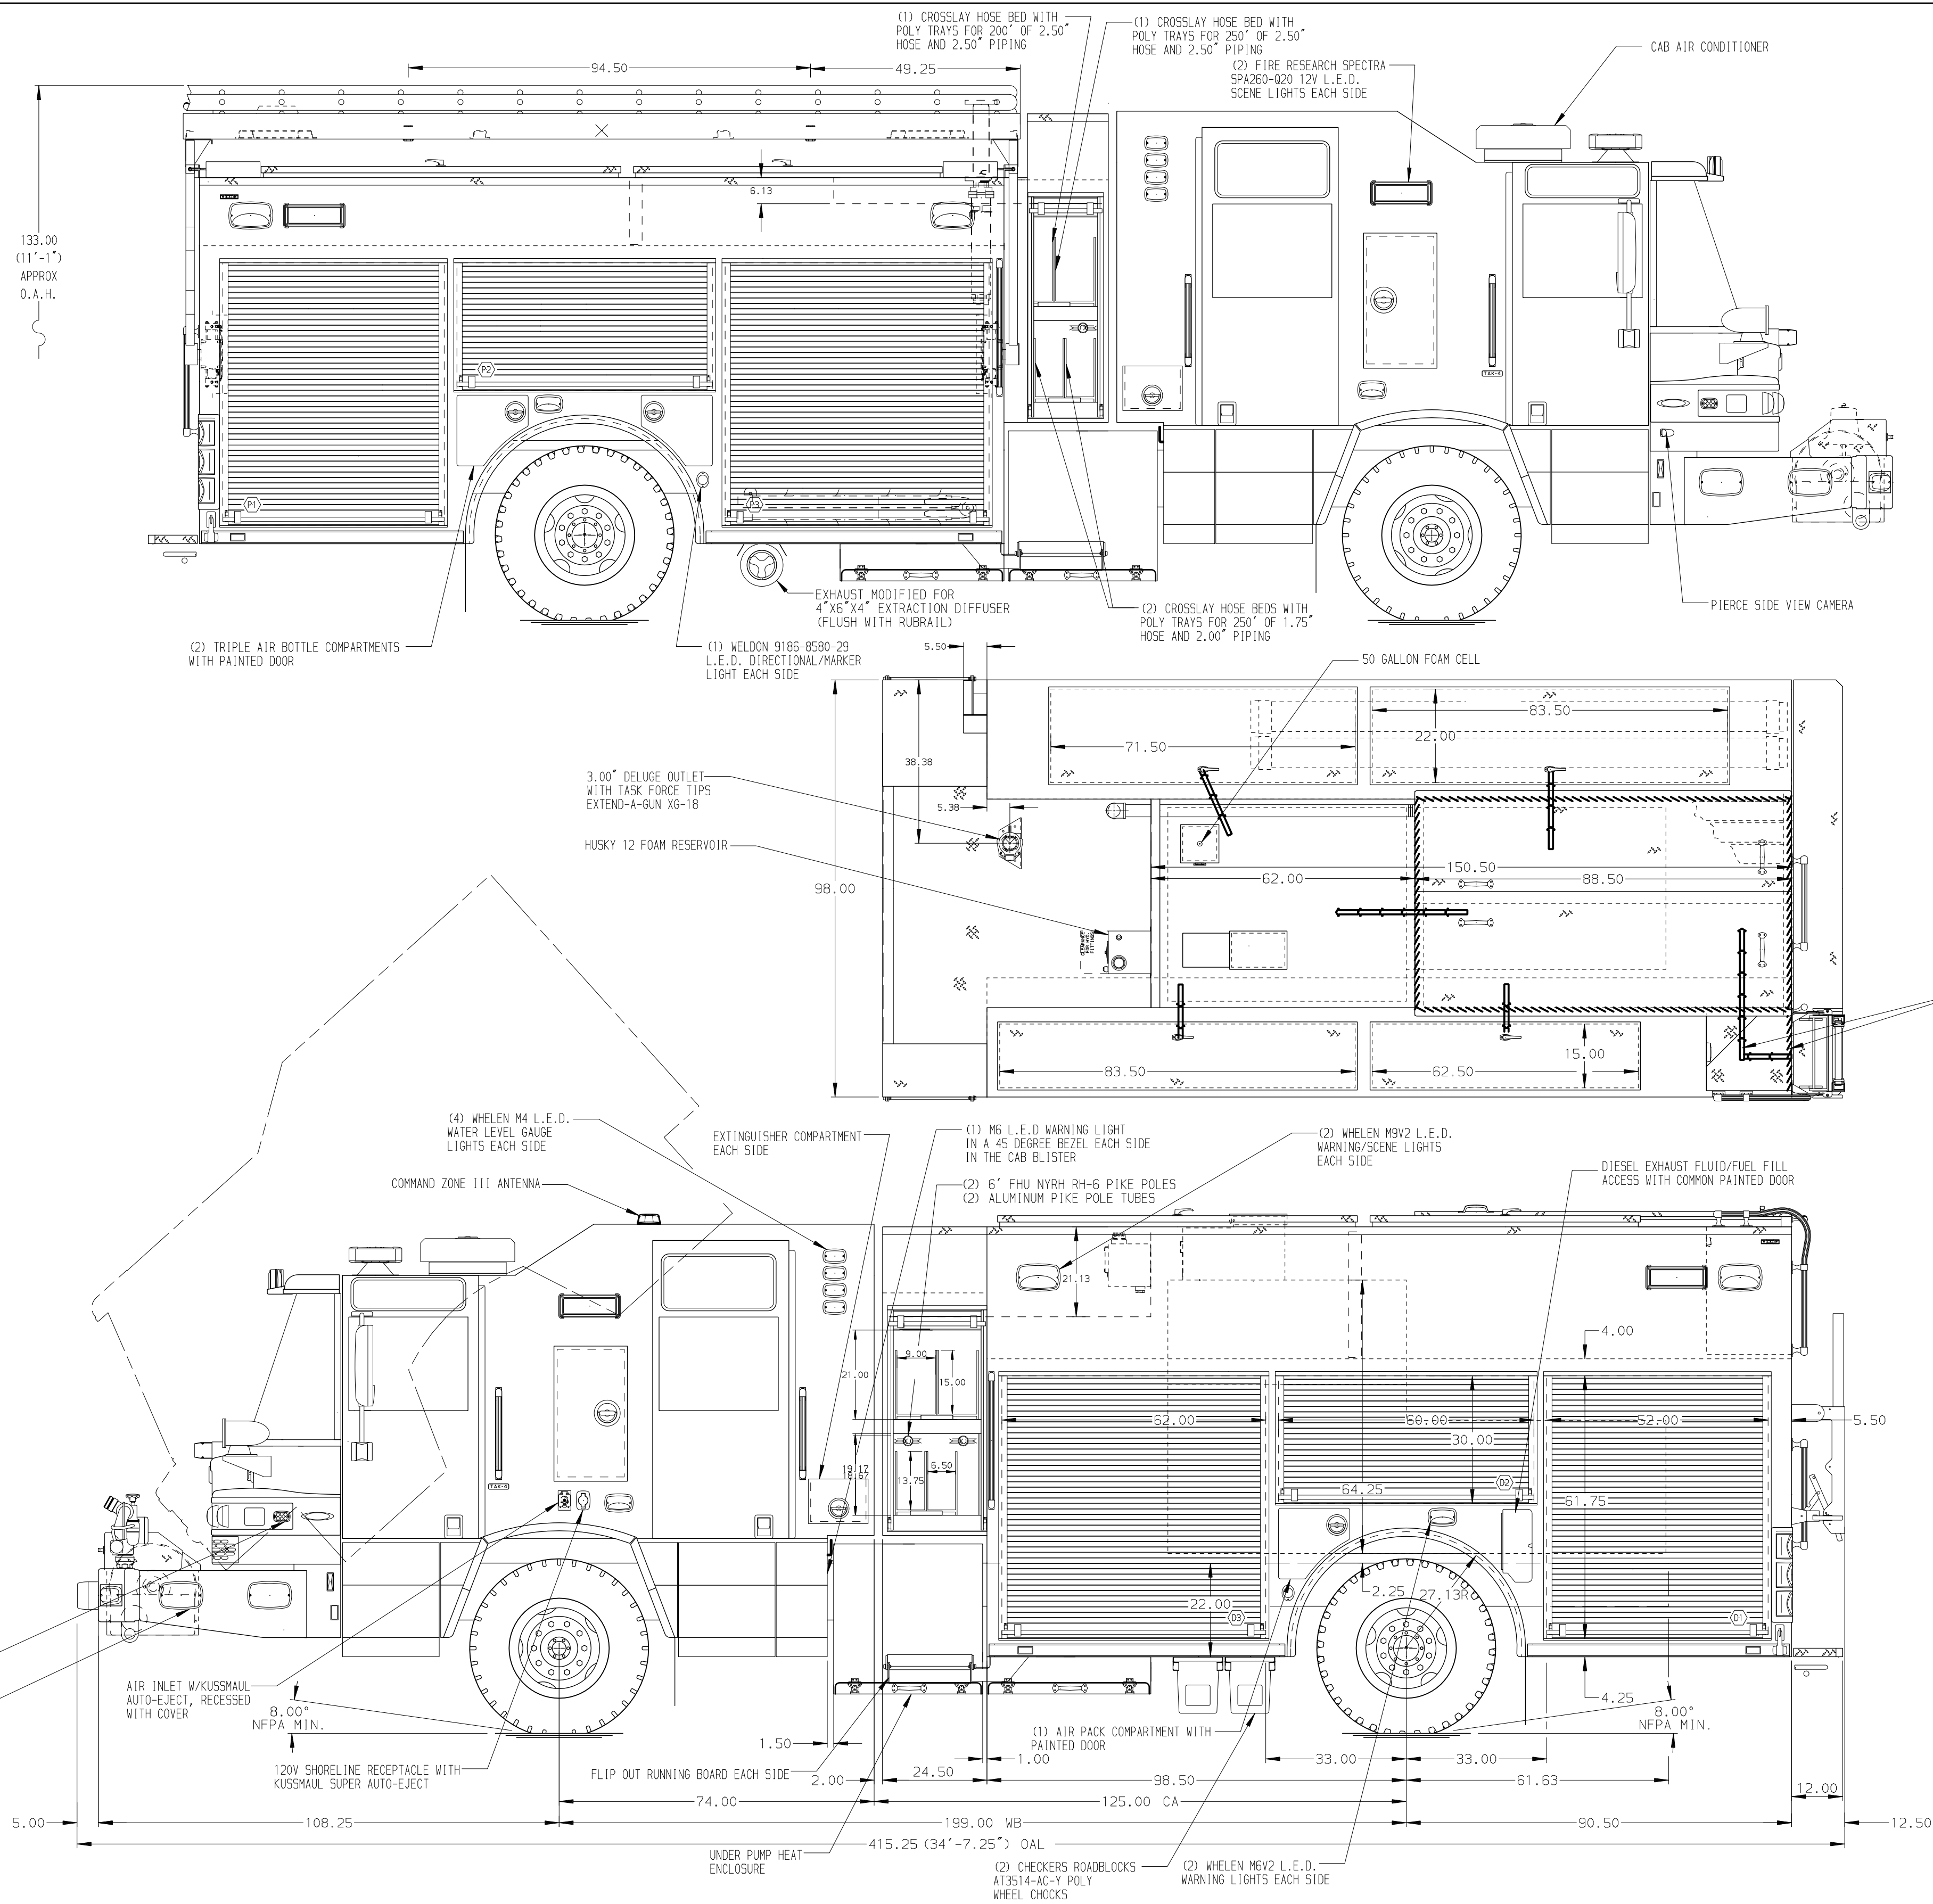 (1) CROSSLAY HOSE BED WITH
POLY TRAYS FOR 200' OF 2.50"
HOSE AND 2.50" PIPING
(1) CROSSLAY HOSE BED WITH
POLY TRAYS FOR 250' OF 2.50"
HOSE AND 2.50" PIPING
CAB AIR CONDITIONER
(2) FIRE RESEARCH SPECTRA
SPA260-Q20 12V L.E.D.
SCENE LIGHTS EACH SIDE
94.50
49.25
6.13
133.00
(11'-1")
APPROX
O.A.H.
P2
TAK-4
P1
P3
EXHAUST MODIFIED FOR
4"X6"X4" EXTRACTION DIFFUSER
(FLUSH WITH RUBRAIL)
(2) CROSSLAY HOSE BEDS WITH
POLY TRAYS FOR 250' OF 1.75"
HOSE AND 2.00" PIPING
PIERCE SIDE VIEW CAMERA
(2) TRIPLE AIR BOTTLE COMPARTMENTS
WITH PAINTED DOOR
(1) WELDON 9186-8580-29
L.E.D. DIRECTIONAL/MARKER
LIGHT EACH SIDE
5.50
50 GALLON FOAM CELL
83.50
22.00
71.50
38.38
3.00" DELUGE OUTLET
WITH TASK FORCE TIPS
EXTEND-A-GUN XG-18
5.38
HUSKY 12 FOAM RESERVOIR
98.00
150.50
62.00
88.50
15.00
83.50
62.50
(4) WHELEN M4 L.E.D.
WATER LEVEL GAUGE
LIGHTS EACH SIDE
EXTINGUISHER COMPARTMENT
EACH SIDE
(1) M6 L.E.D WARNING LIGHT
IN A 45 DEGREE BEZEL EACH SIDE
IN THE CAB BLISTER
(2) WHELEN M9V2 L.E.D.
WARNING/SCENE LIGHTS
EACH SIDE
DIESEL EXHAUST FLUID/FUEL FILL
ACCESS WITH COMMON PAINTED DOOR
COMMAND ZONE III ANTENNA
(2) 6' FHU NYRH RH-6 PIKE POLES
(2) ALUMINUM PIKE POLE TUBES
21.13
4.00
9.00
21.00
15.00
62.00
60.00
52.00
5.50
30.00
19.17
18.67
6.50
13.75
TAK-4
D2
64.25
61.75
2.25
27.13R
22.00
D3
D1
AIR INLET W/KUSSMAUL
AUTO-EJECT, RECESSED
WITH COVER
8.00°
NFPA MIN.
4.25
8.00°
NFPA MIN.
(1) AIR PACK COMPARTMENT WITH
PAINTED DOOR
1.50
1.00
33.00
33.00
120V SHORELINE RECEPTACLE WITH
KUSSMAUL SUPER AUTO-EJECT
FLIP OUT RUNNING BOARD EACH SIDE
2.00
24.50
98.50
61.63
12.00
74.00
125.00 CA
5.00
108.25
199.00 WB
90.50
12.50
415.25 (34'-7.25") OAL
UNDER PUMP HEAT
ENCLOSURE
(2) CHECKERS ROADBLOCKS
AT3514-AC-Y POLY
WHEEL CHOCKS
(2) WHELEN M6V2 L.E.D.
WARNING LIGHTS EACH SIDE